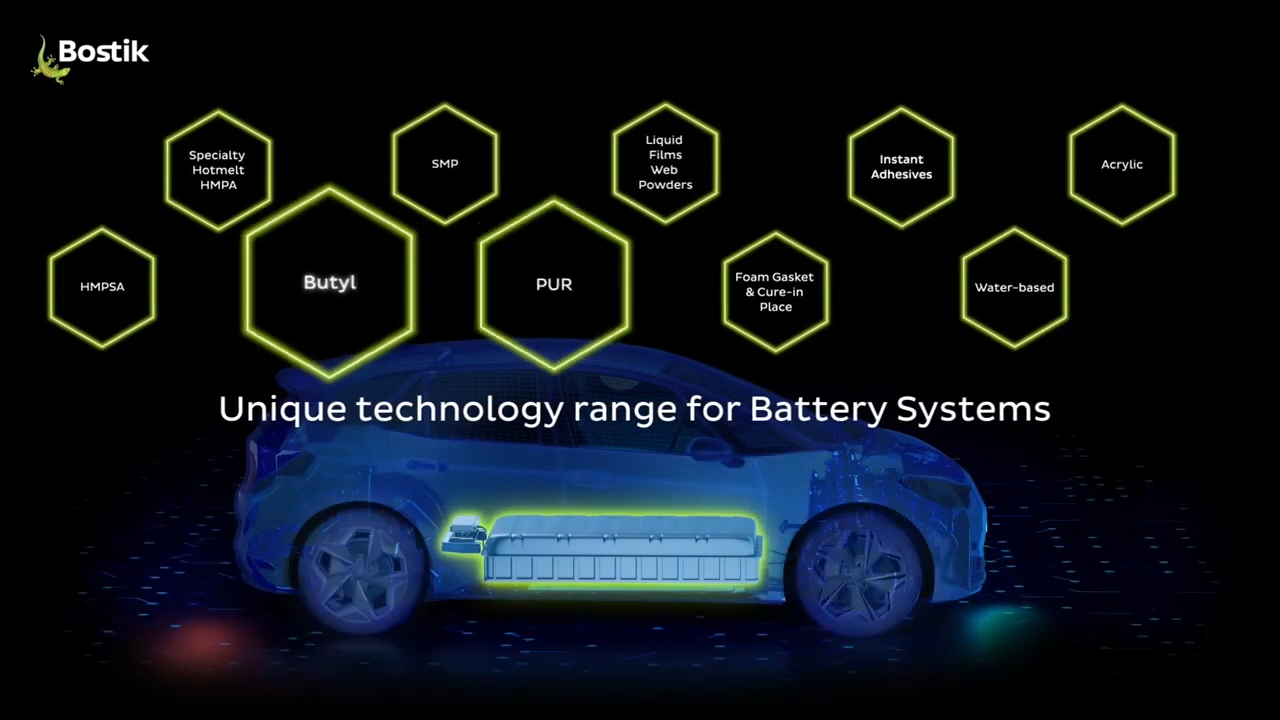 Bostik
Specialty
Hotmelt
HMPA
SMP
Liquid
Films
Web
Powders
Instant
Adhesives
Acrylic
HMPSA
Butyl
PUR
Foam Gasket
& Cure-in
Place
Water-based
Unique technology range for Battery Systems